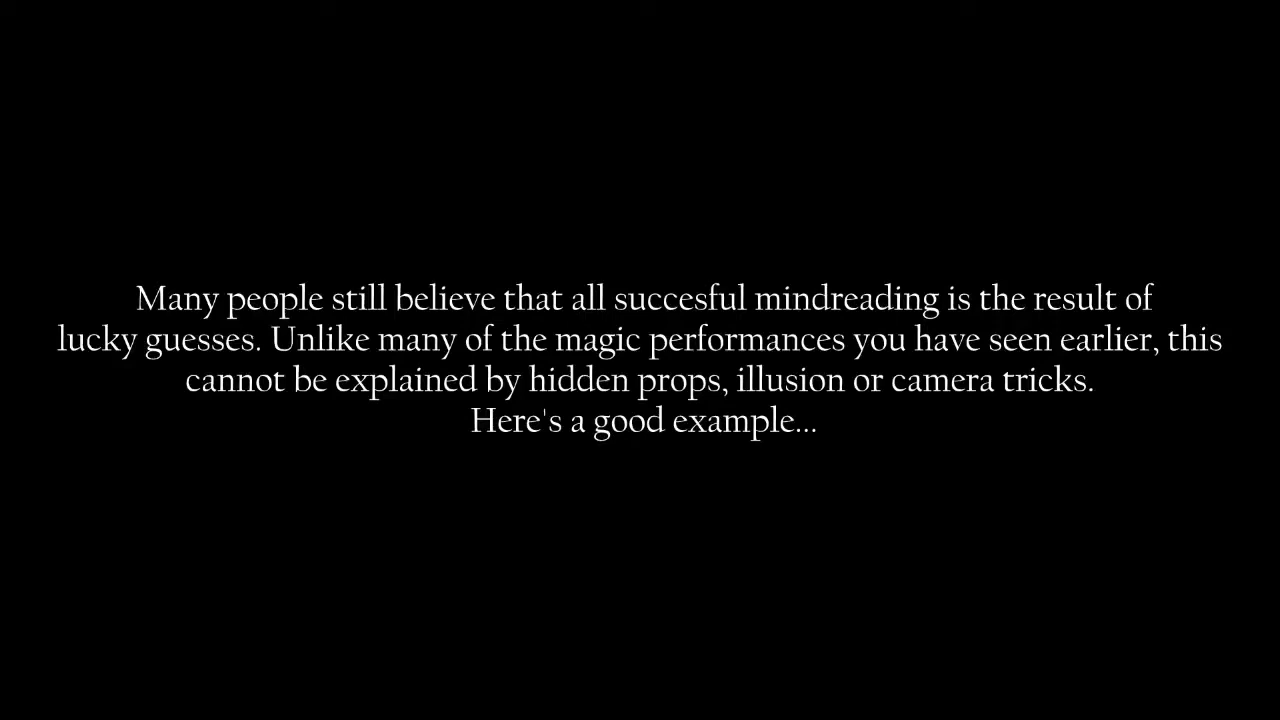 Many people still believe that all succesful mindreading is the result of
lucky guesses. Unlike many of the magic performances you have seen earlier, this
cannot be explained by hidden props, illusion or camera tricks.
Here's a good example...